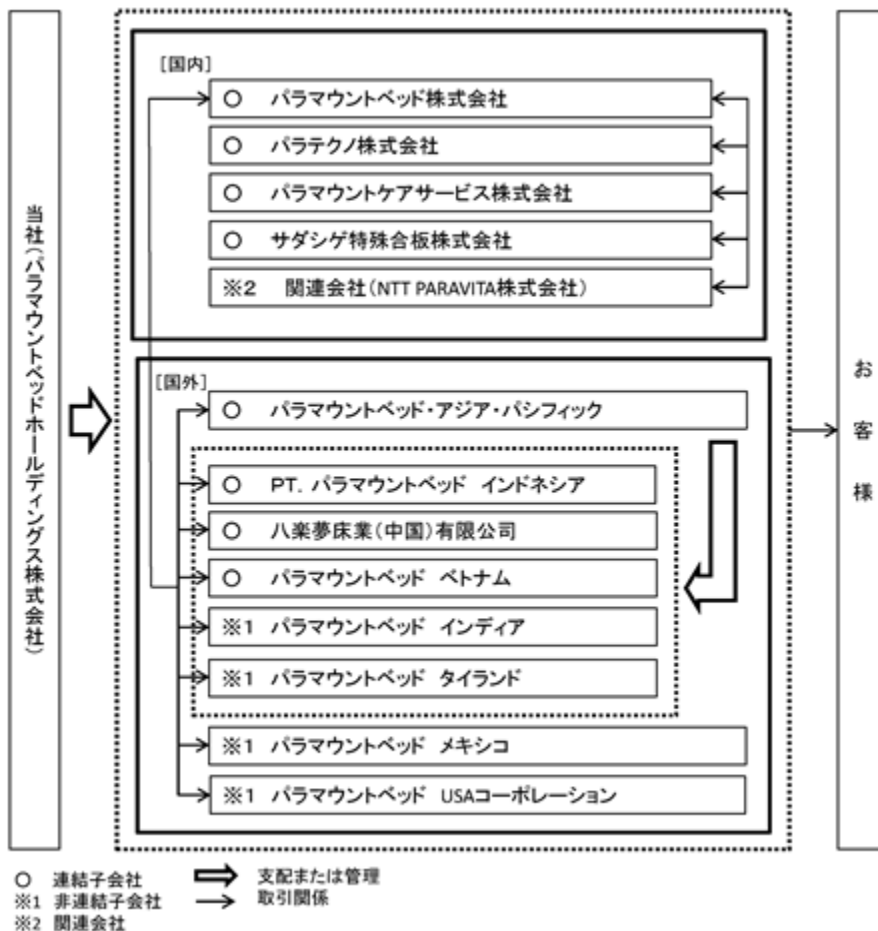 当社(パラマウントベッドホールディングス株式会社)
[国内]
○ パラマウントベッド株式会社
○ パラテクノ株式会社
○ パラマウントケアサービス株式会社
○ サダシゲ特殊合板株式会社
※2 関連会社(NTT PARAVITA株式会社)
[国外]
○ パラマウントベッド・アジア・パシフィック
○ PT. パラマウントベッド インドネシア
○ 八楽夢床業(中国)有限公司
○ パラマウントベッド ベトナム
※1 パラマウントベッド インディア
※1 パラマウントベッド タイランド
※1 パラマウントベッド メキシコ
※1 パラマウントベッド USAコーポレーション
お客様
○ 連結子会社
※1 非連結子会社
※2 関連会社
支配または管理
取引関係